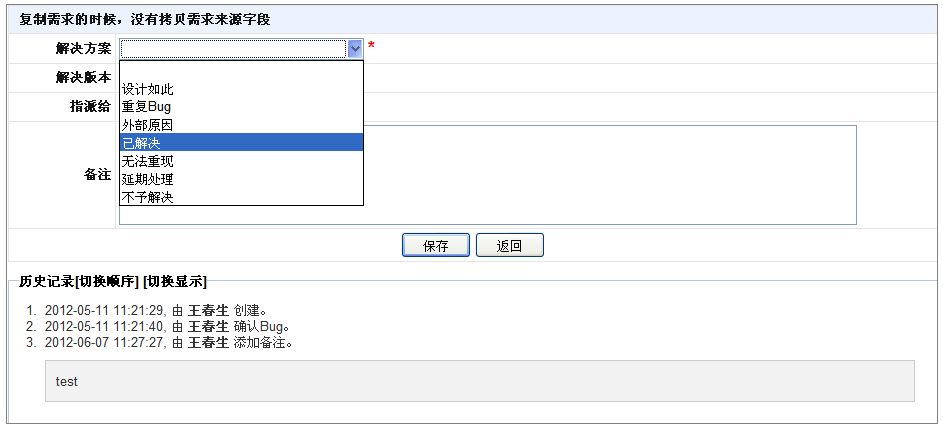 复制需求的时候，没有拷贝需求来源字段
解决方案 *
设计如此
解决版本
重复Bug
指派给
外部原因
已解决
无法重现
备注
延期处理
不予解决
保存 返回
历史记录[切换顺序] [切换显示]
1. 2012-05-11 11:21:29, 由 王春生 创建。
2. 2012-05-11 11:21:40, 由 王春生 确认Bug。
3. 2012-06-07 11:27:27, 由 王春生 添加备注。
test